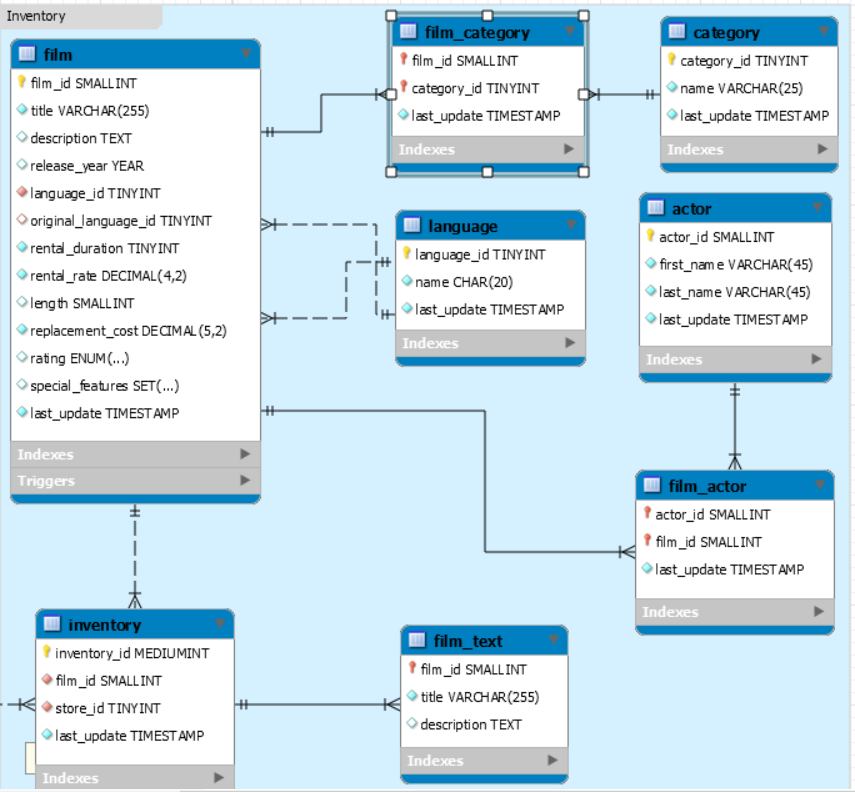 Inventory
film
film_id SMALLINT
title VARCHAR(255)
description TEXT
release_year YEAR
language_id TINYINT
original_language_id TINYINT
rental_duration TINYINT
rental_rate DECIMAL(4,2)
length SMALLINT
replacement_cost DECIMAL(5,2)
rating ENUM(...)
special_features SET(...)
last_update TIMESTAMP
Indexes
Triggers
film_category
film_id SMALLINT
category_id TINYINT
last_update TIMESTAMP
Indexes
category
category_id TINYINT
name VARCHAR(25)
last_update TIMESTAMP
Indexes
language
language_id TINYINT
name CHAR(20)
last_update TIMESTAMP
Indexes
actor
actor_id SMALLINT
first_name VARCHAR(45)
last_name VARCHAR(45)
last_update TIMESTAMP
Indexes
film_actor
actor_id SMALLINT
film_id SMALLINT
last_update TIMESTAMP
Indexes
inventory
inventory_id MEDIUMINT
film_id SMALLINT
store_id TINYINT
last_update TIMESTAMP
Indexes
film_text
film_id SMALLINT
title VARCHAR(255)
description TEXT
Indexes